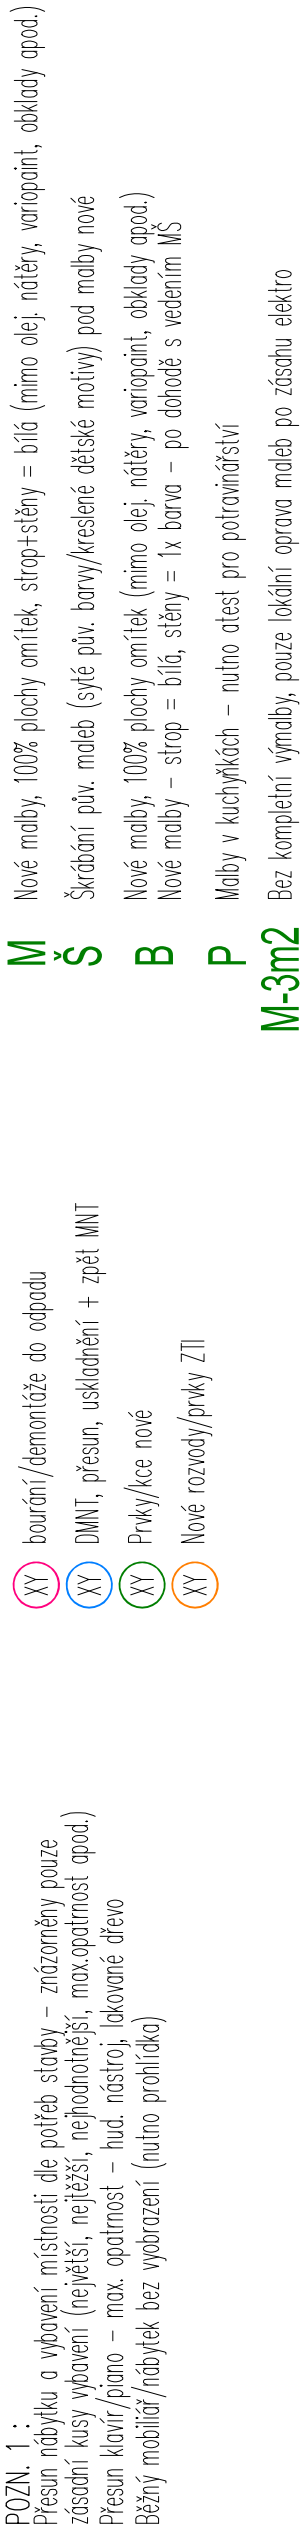 POZN. 1 :
Přesun nábytku a vybavení místnosti dle potřeb stavby – znázorněny pouze
zásadní kusy vybavení (největší, nejtěžší, nejhodnotnější, max.opatrnost apod.)
Přesun klavír/piano – max. opatrnost – hud. nástroj, lakované dřevo
Běžný mobiliář/nábytek bez vyobrazení (nutno prohlídka)
XY bourání/demontáže do odpadu
XY DMNT, přesun, uskladnění + zpět MNT
XY Prvky/kce nové
XY Nové rozvody/prvky ZTI
M Nové malby, 100% plochy omítek, strop+stěny = bílá (mimo olej. nátěry, variopaint, obklady apod.)
Š Škrábání pův. maleb (syté pův. barvy/kreslené dětské motivy) pod malby nové
B Nové malby, 100% plochy omítek (mimo olej. nátěry, variopaint, obklady apod.)
Nové malby – strop = bílá, stěny = 1x barva – po dohodě s vedením MŠ
P Malby v kuchyňkách – nutno atest pro potravinářství
M-3m2 Bez kompletní výmalby, pouze lokální oprava maleb po zásahu elektro